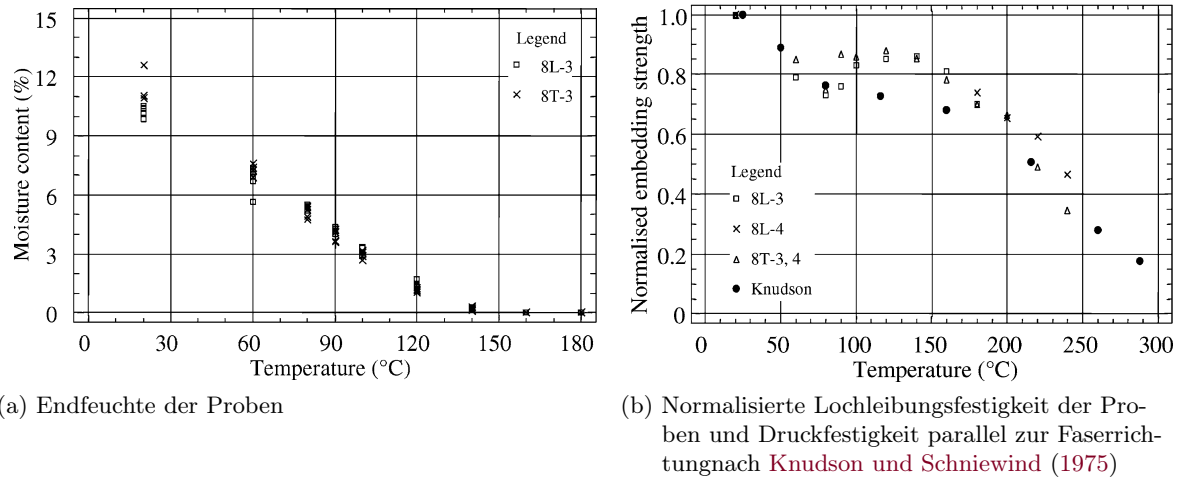 15
12
9
6
3
0
Moisture content (%)
Legend
8L-3
8T-3
0 30 60 90 120 150 180
Temperature (°C)
(a) Endfeuchte der Proben
1.0
0.8
0.6
0.4
0.2
0
Normalised embedding strength
Legend
8L-3
8L-4
8T-3, 4
Knudson
0 50 100 150 200 250 300
Temperature (°C)
(b) Normalisierte Lochleibungsfestigkeit der Pro-
ben und Druckfestigkeit parallel zur Faserrich-
tungnach Knudson und Schniewind (1975)